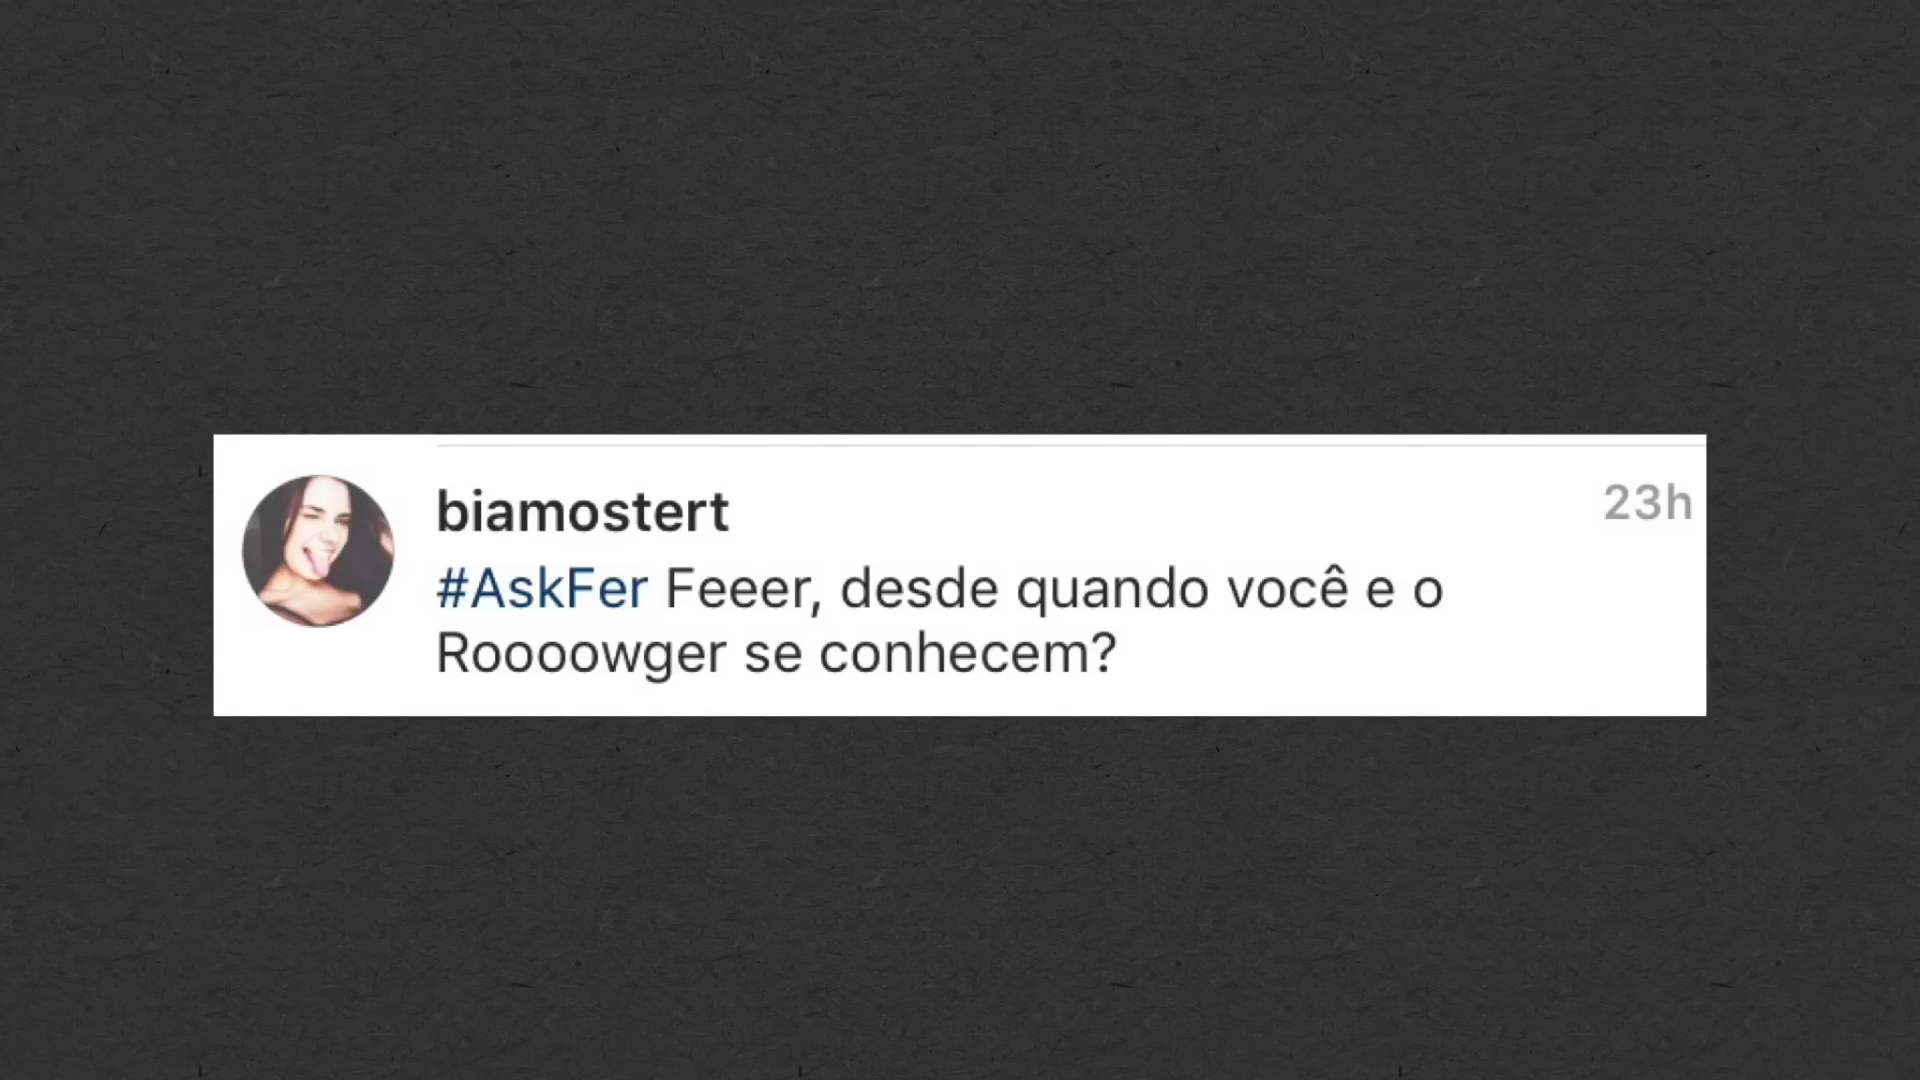 biamostert
23h
#AskFer Feeer, desde quando você e o
Roooowger se conhecem?